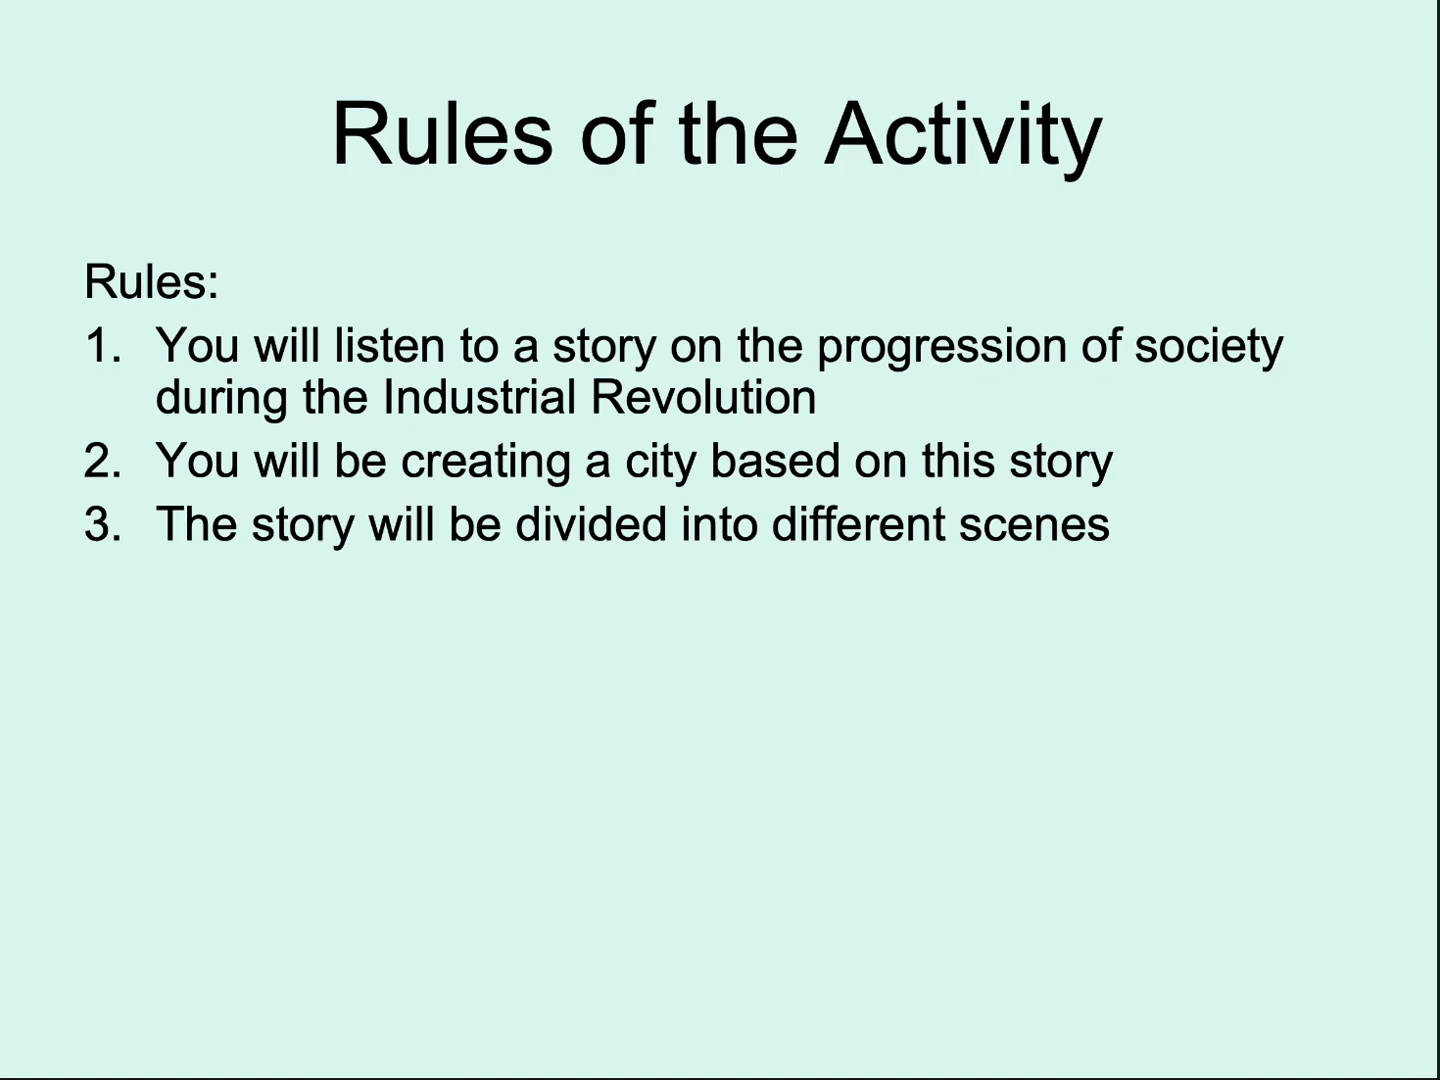 Rules of the Activity
Rules:
1. You will listen to a story on the progression of society
during the Industrial Revolution
2. You will be creating a city based on this story
3. The story will be divided into different scenes